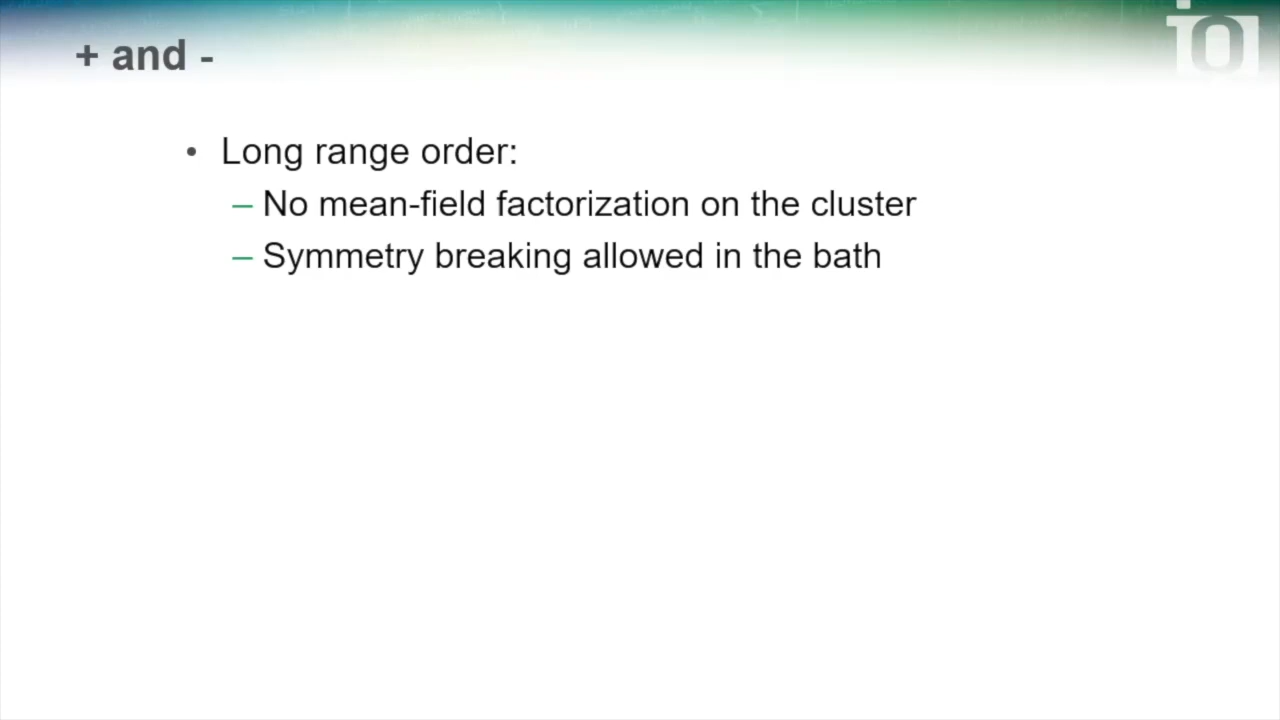 + and -
• Long range order:
– No mean-field factorization on the cluster
– Symmetry breaking allowed in the bath